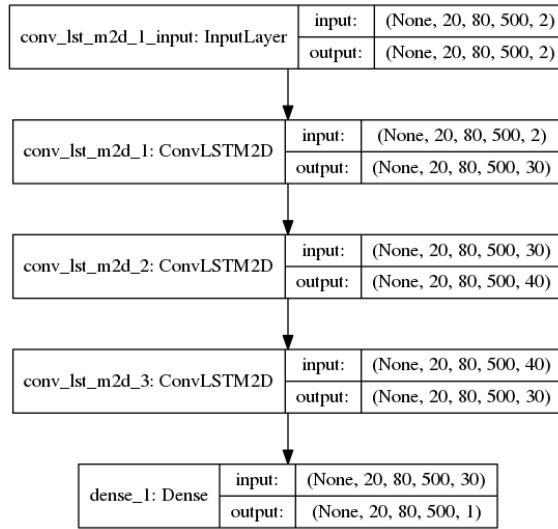 conv_lst_m2d_1_input: InputLayer
input: (None, 20, 80, 500, 2)
output: (None, 20, 80, 500, 2)
conv_lst_m2d_1: ConvLSTM2D
input: (None, 20, 80, 500, 2)
output: (None, 20, 80, 500, 30)
conv_lst_m2d_2: ConvLSTM2D
input: (None, 20, 80, 500, 30)
output: (None, 20, 80, 500, 40)
conv_lst_m2d_3: ConvLSTM2D
input: (None, 20, 80, 500, 40)
output: (None, 20, 80, 500, 30)
dense_1: Dense
input: (None, 20, 80, 500, 30)
output: (None, 20, 80, 500, 1)